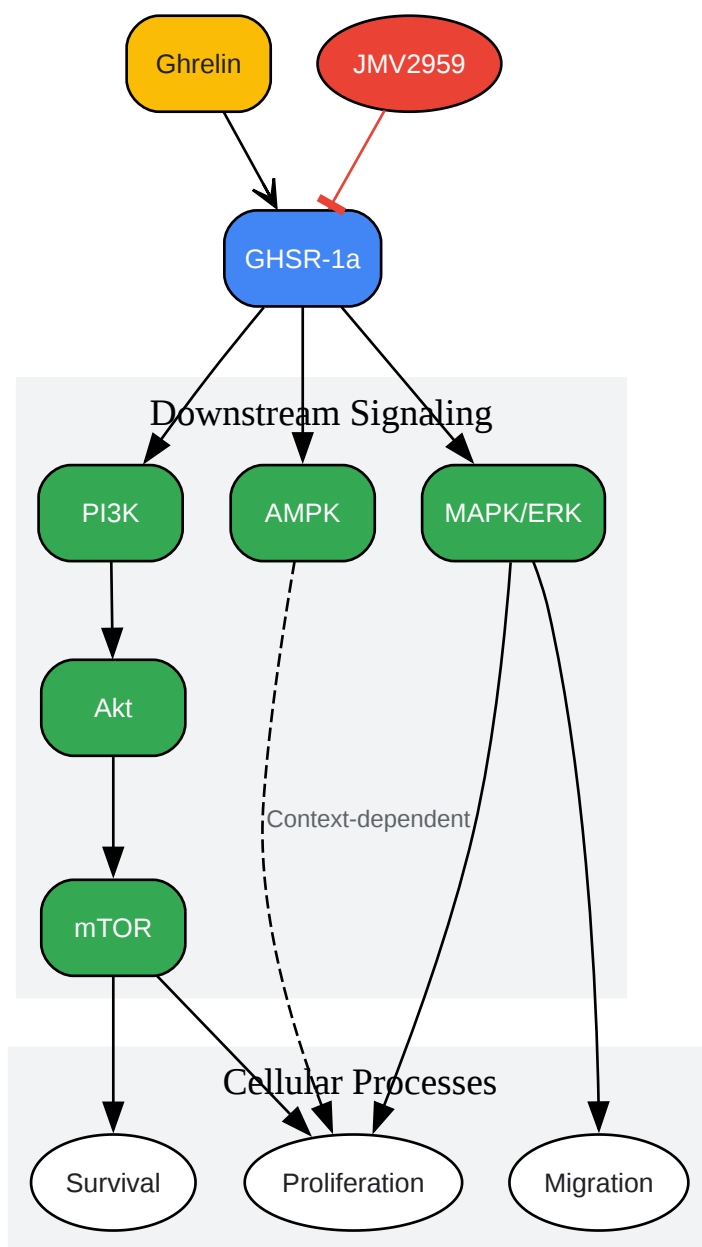 Ghrelin
JMV2959
GHSR-1a
Downstream Signaling
PI3K
AMPK
MAPK/ERK
Akt
Context-dependent
mTOR
Cellular Processes
Survival
Proliferation
Migration